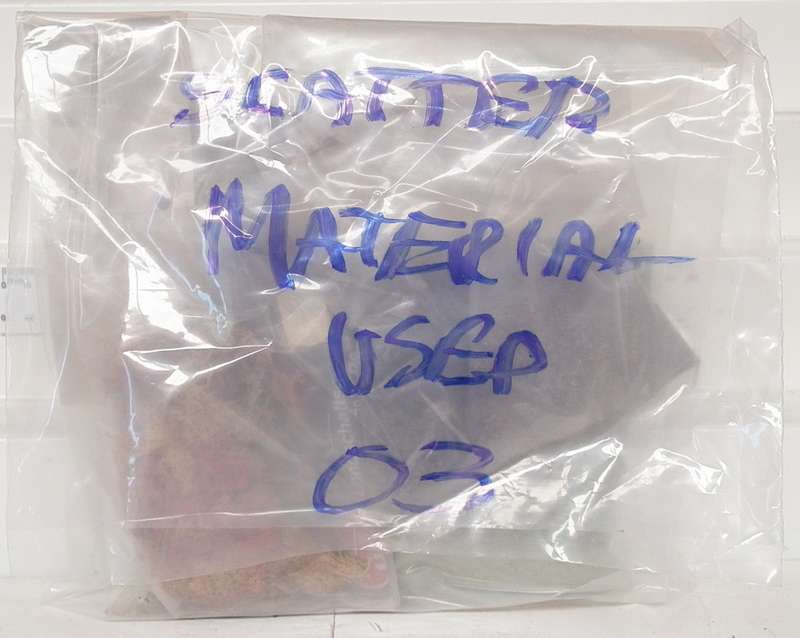 SCATTER
MATERIAL
USED
03